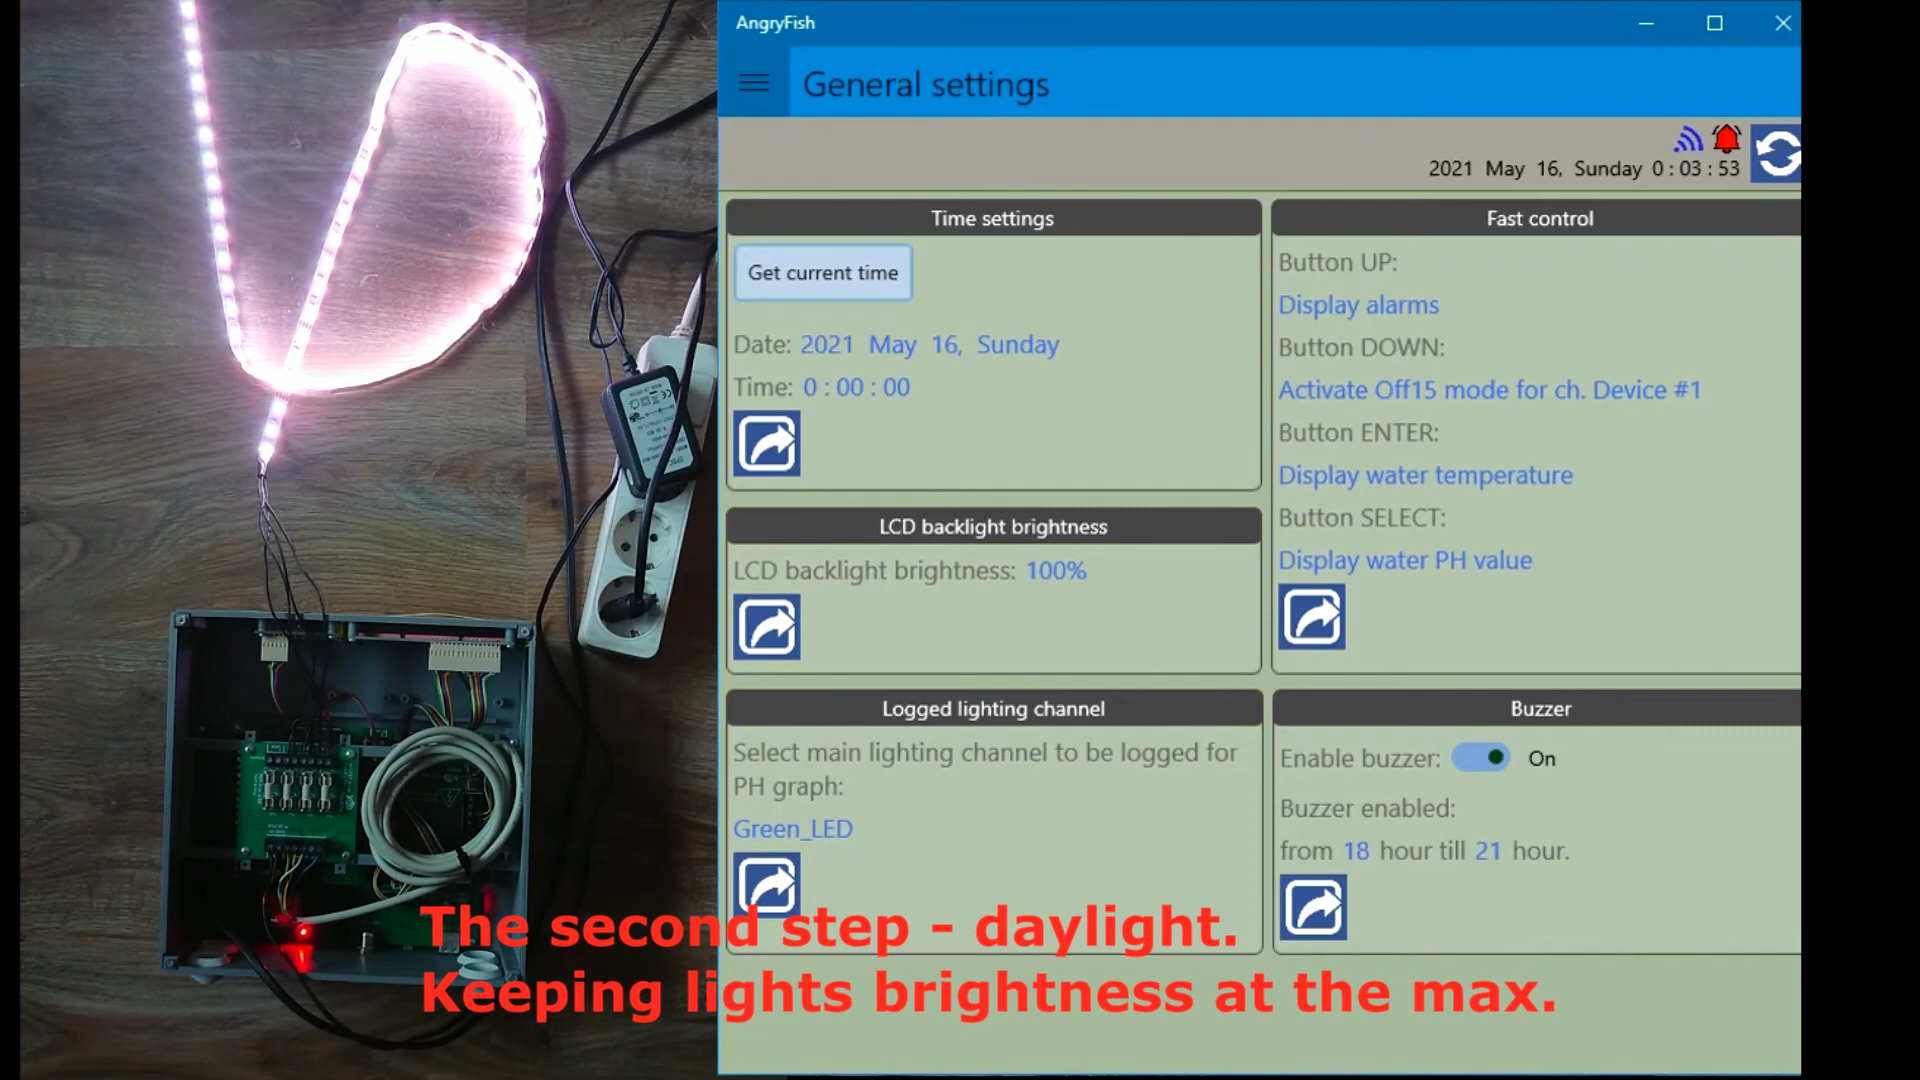 AngryFish
General settings
2021 May 16, Sunday 0 : 03 : 53
Time settings
Get current time
Date: 2021 May 16, Sunday
Time: 0 : 00 : 00
LCD backlight brightness
LCD backlight brightness: 100%
Logged lighting channel
Select main lighting channel to be logged for
PH graph:
Green_LED
Fast control
Button UP:
Display alarms
Button DOWN:
Activate Off15 mode for ch. Device #1
Button ENTER:
Display water temperature
Button SELECT:
Display water PH value
Buzzer
Enable buzzer: On
Buzzer enabled:
from 18 hour till 21 hour.
The second step - daylight.
Keeping lights brightness at the max.